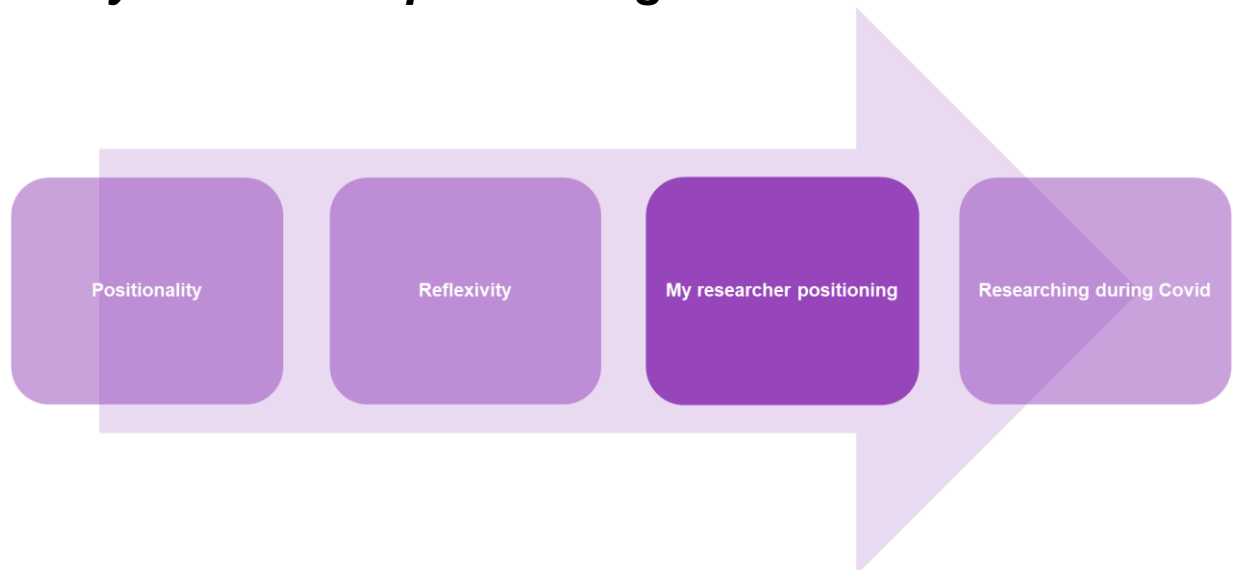 Positionality
Reflexivity
My researcher positioning
Researching during Covid